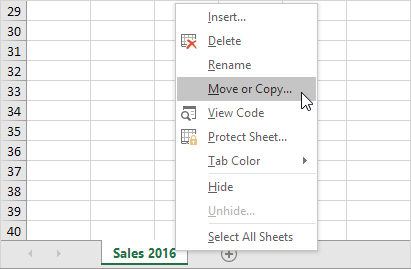 29
Insert...
30
Delete
31
Rename
32
Move or Copy...
33
View Code
34
Protect Sheet...
35
36
Tab Color
37
Hide
38
Unhide...
39
Select All Sheets
40
Sales 2016